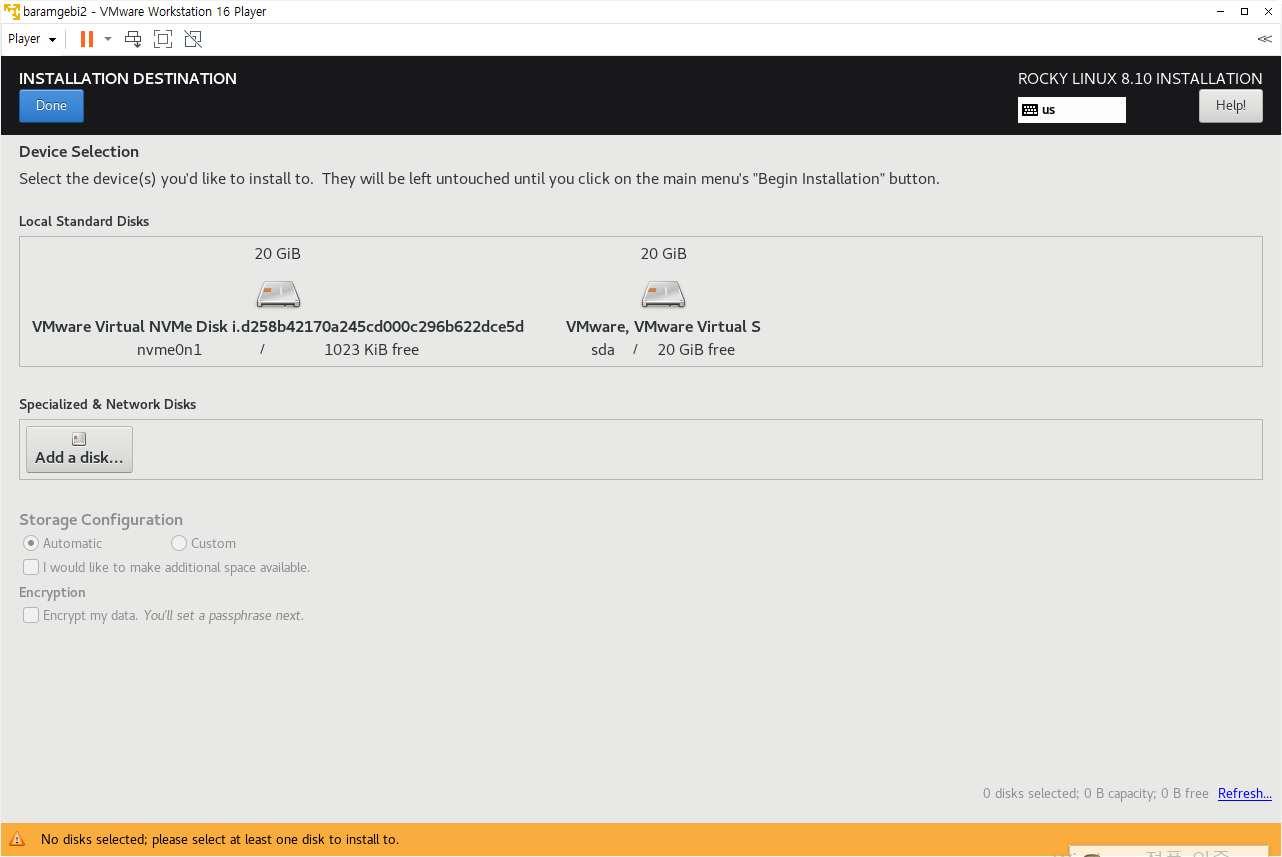 baramgebi2 - VMware Workstation 16 Player
Player
INSTALLATION DESTINATION
ROCKY LINUX 8.10 INSTALLATION
Done
us
Help!
Device Selection
Select the device(s) you'd like to install to.  They will be left untouched until you click on the main menu's "Begin Installation" button.
Local Standard Disks
20 GiB
VMware Virtual NVMe Disk i.d258b42170a245cd000c296b622dce5d
nvme0n1 / 1023 KiB free
20 GiB
VMware, VMware Virtual S
sda / 20 GiB free
Specialized & Network Disks
Add a disk...
Storage Configuration
Automatic
Custom
I would like to make additional space available.
Encryption
Encrypt my data. You'll set a passphrase next.
0 disks selected; 0 B capacity; 0 B free Refresh...
No disks selected; please select at least one disk to install to.